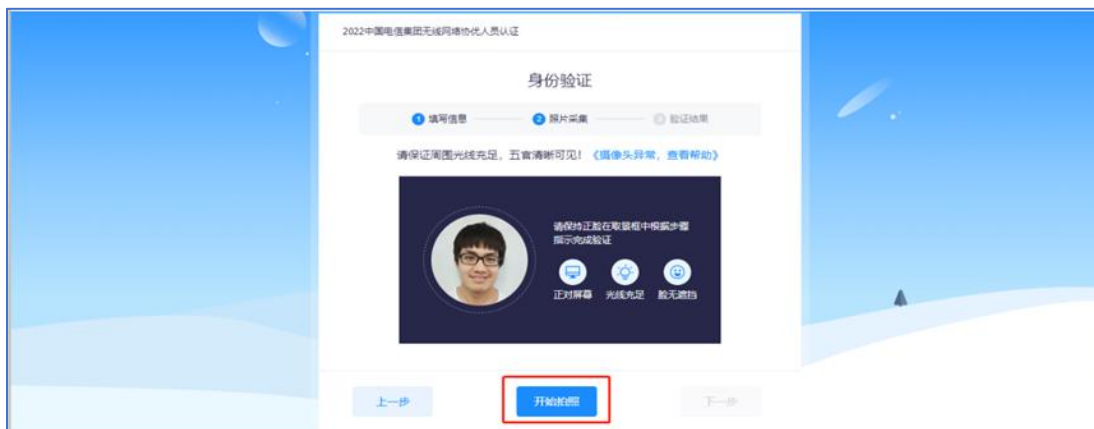 2022中国电信集团无线网络协优人员认证
身份验证
1 填写信息 2 照片采集 3 验证结果
请保证周围光线充足，五官清晰可见！《摄像头异常，查看帮助》
请保持正脸在取景框中根据步骤
指示完成验证
正对屏幕 光线充足 脸无遮挡
上一步 开始拍照 下一步